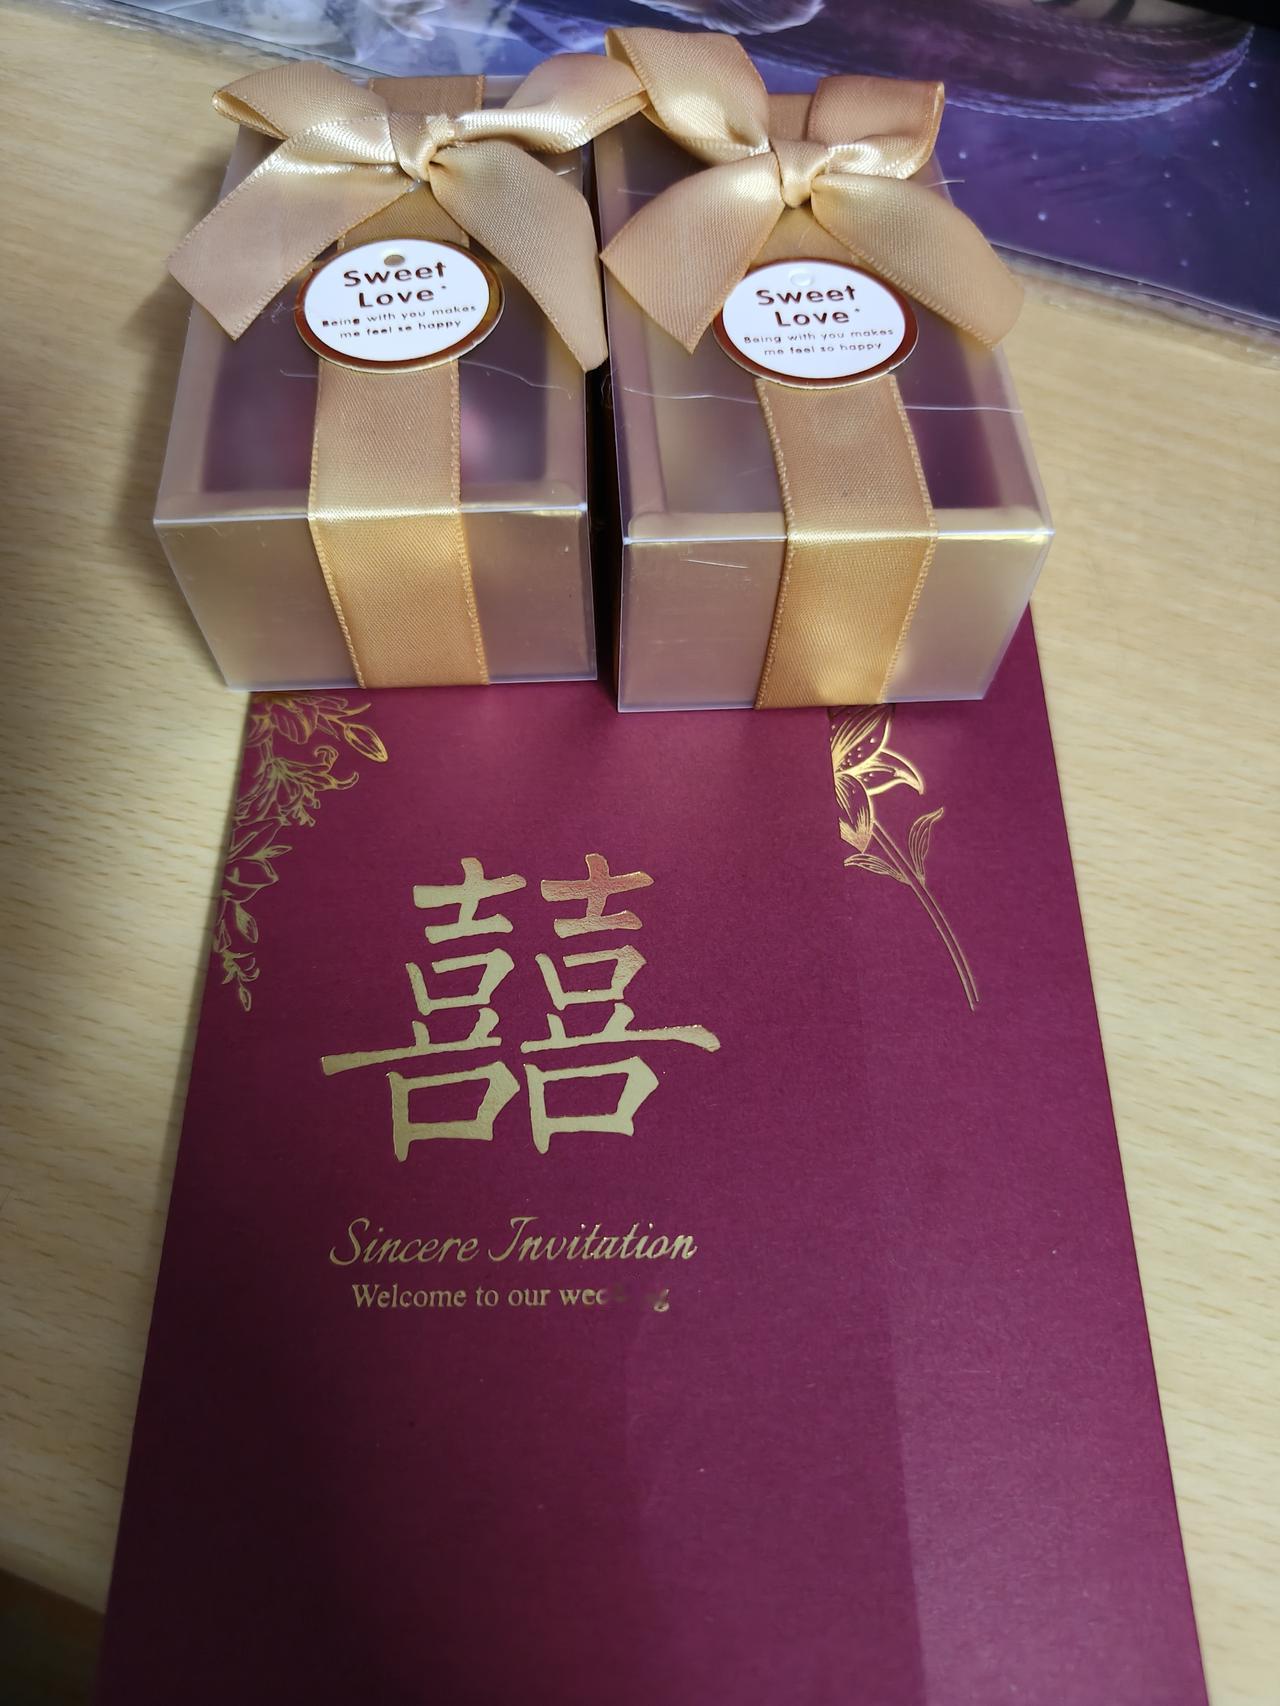 Sweet
Love
Being with you makes
me feel so happy
Sweet
Love
Being with you makes
me feel so happy
囍
Sincere Invitation
Welcome to our